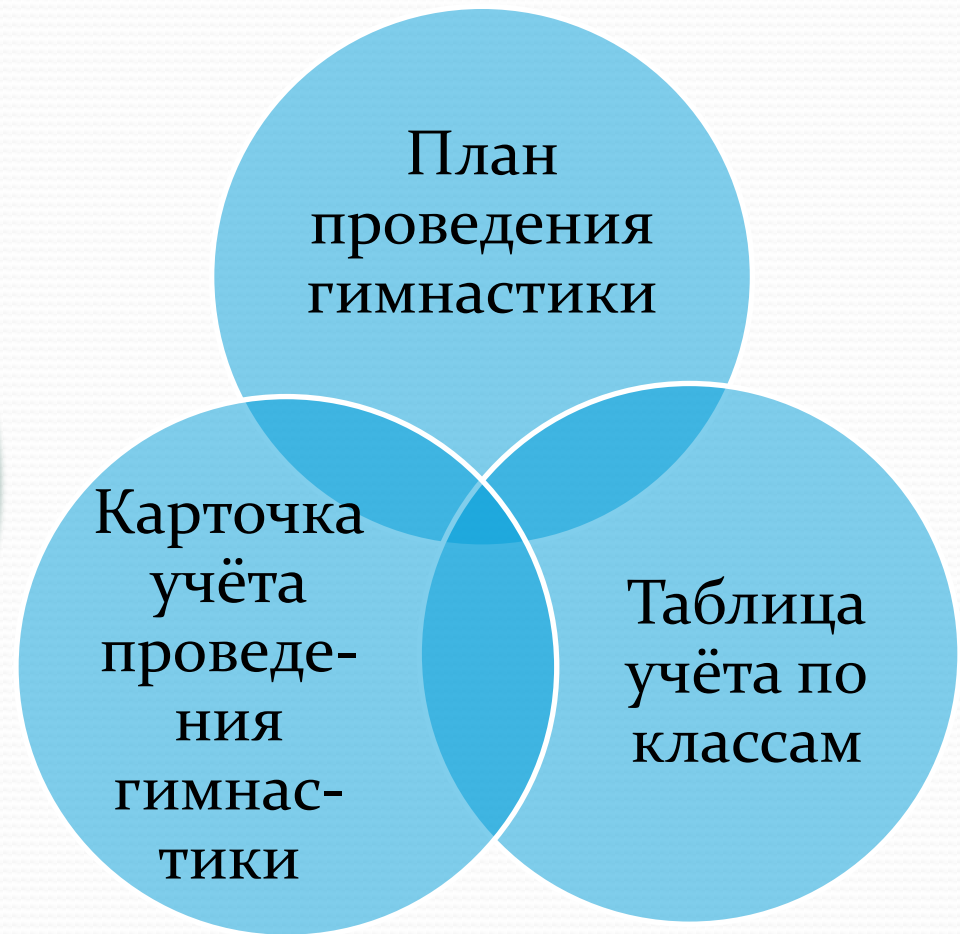 План
проведения
гимнастики
Карточка
учёта
проведе-
ния
гимнас-
тики
Таблица
учёта по
классам